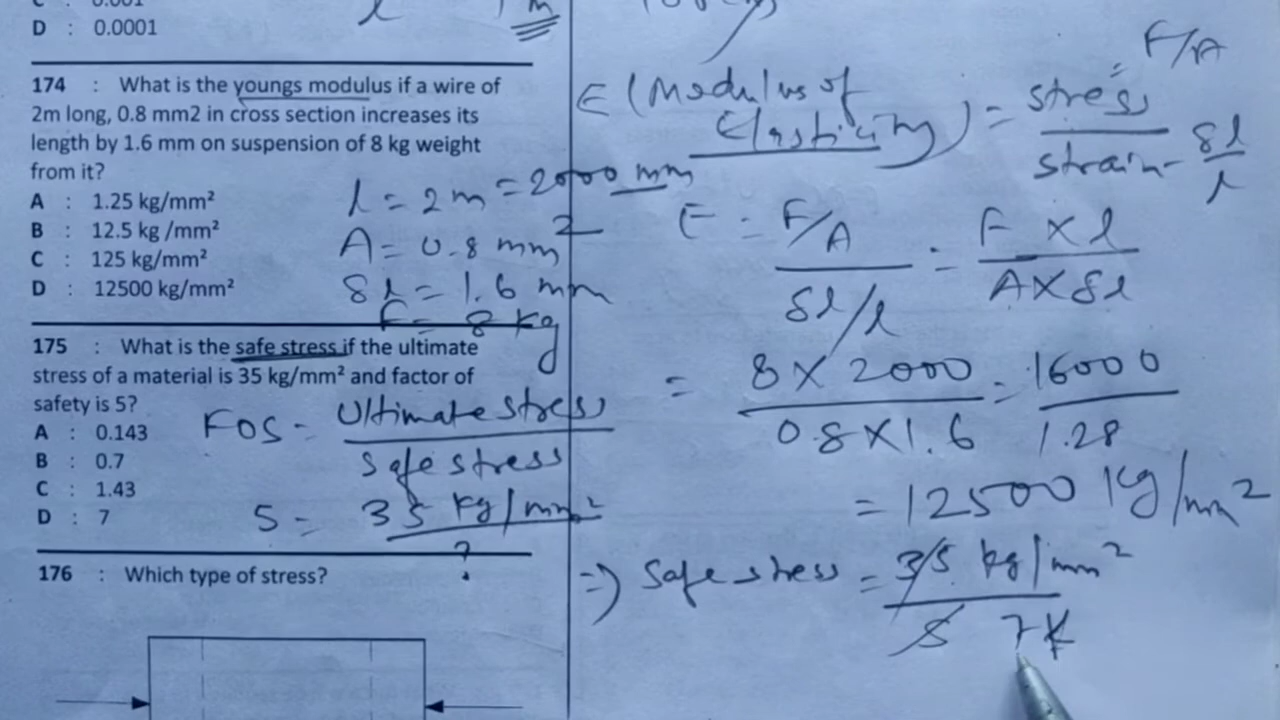 C : 0.001
D : 0.0001
174 : What is the youngs modulus if a wire of
2m long, 0.8 mm2 in cross section increases its
length by 1.6 mm on suspension of 8 kg weight
from it?
A : 1.25 kg/mm²
B : 12.5 kg /mm²
C : 125 kg/mm²
D : 12500 kg/mm²
l = 2m = 2000 mm
A = 0.8 mm²
δl = 1.6 mm
F = 8 kg
175 : What is the safe stress if the ultimate
stress of a material is 35 kg/mm² and factor of
safety is 5?
A : 0.143
B : 0.7
C : 1.43
D : 7
FOS = Ultimate stress
safe stress
5 = 35 kg/mm²
?
176 : Which type of stress?
= F/A
E (Modulus of
Elasticity) = stress
strain - δl
l
E = F/A = F × l
δl/l A × δl
= 8 × 2000 = 16000
0.8 × 1.6 1.28
= 12500 kg/mm²
=) Safe stress = 35 kg/mm²
5 7 k